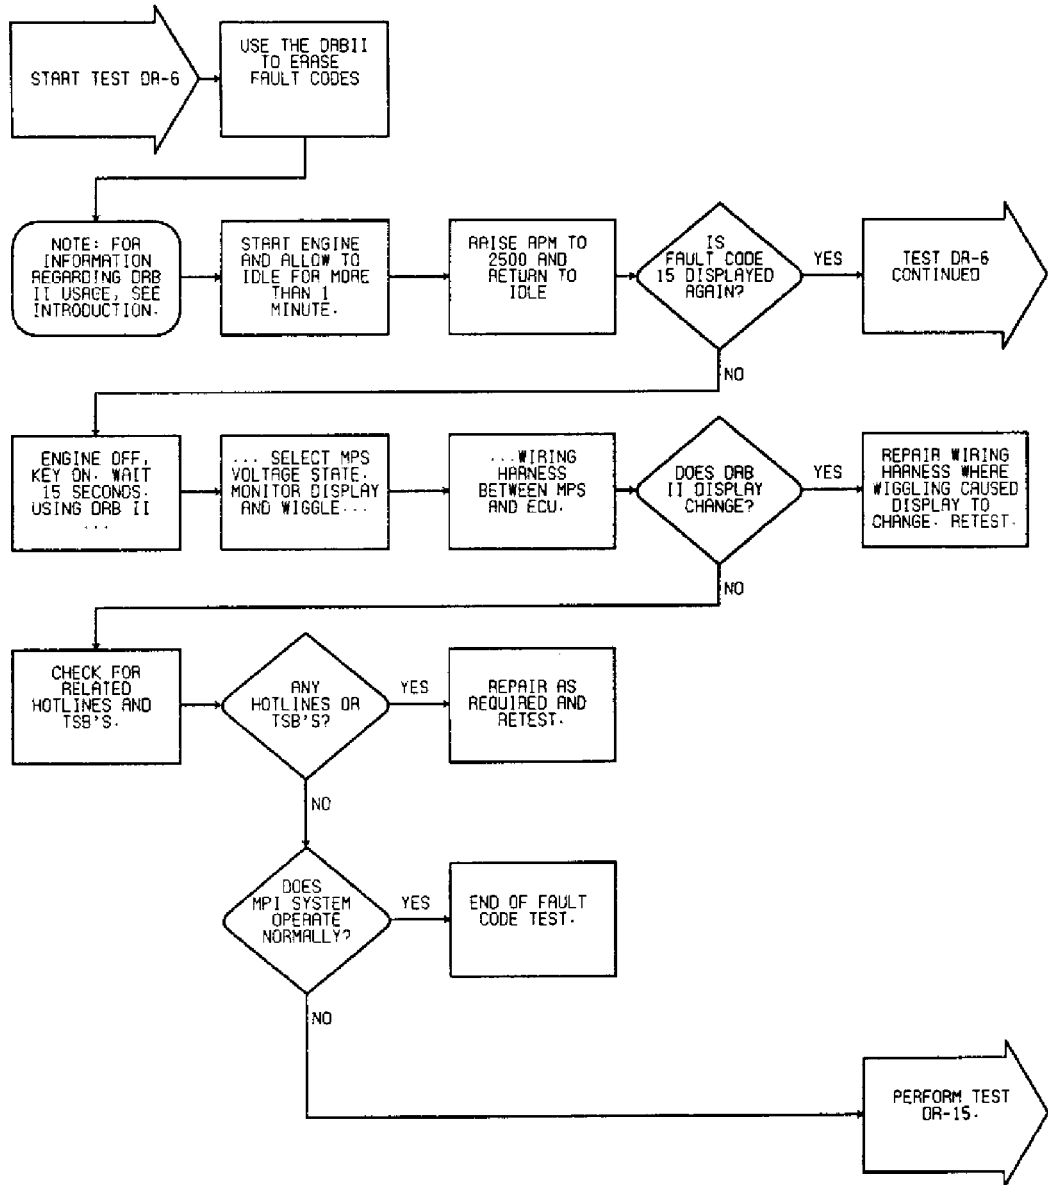 START TEST DR-6
USE THE DRBII
TO ERASE
FAULT CODES
NOTE: FOR
INFORMATION
REGARDING DRB
II USAGE, SEE
INTRODUCTION.
START ENGINE
AND ALLOW TO
IDLE FOR MORE
THAN 1
MINUTE.
RAISE RPM TO
2500 AND
RETURN TO
IDLE
IS
FAULT CODE
15 DISPLAYED
AGAIN?
YES
TEST DR-6
CONTINUED
NO
ENGINE OFF,
KEY ON. WAIT
15 SECONDS.
USING DRB II
...
... SELECT MPS
VOLTAGE STATE.
MONITOR DISPLAY
AND WIGGLE...
...WIRING
HARNESS
BETWEEN MPS
AND ECU.
DOES DRB
II DISPLAY
CHANGE?
YES
REPAIR WIRING
HARNESS WHERE
WIGGLING CAUSED
DISPLAY TO
CHANGE. RETEST.
NO
CHECK FOR
RELATED
HOTLINES AND
TSB'S.
ANY
HOTLINES OR
TSB'S?
YES
REPAIR AS
REQUIRED AND
RETEST.
NO
DOES
MPI SYSTEM
OPERATE
NORMALLY?
YES
END OF FAULT
CODE TEST.
NO
PERFORM TEST
DR-15.